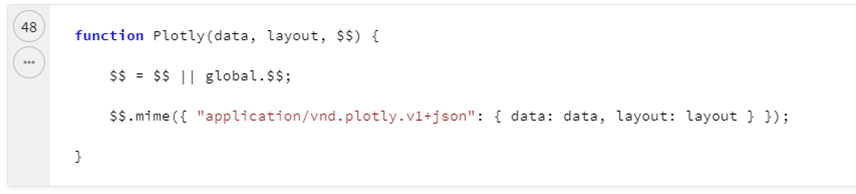 48
function Plotly(data, layout, $$) {
$$ = $$ || global.$$;
$$.mime({ "application/vnd.plotly.v1+json": { data: data, layout: layout } });
}